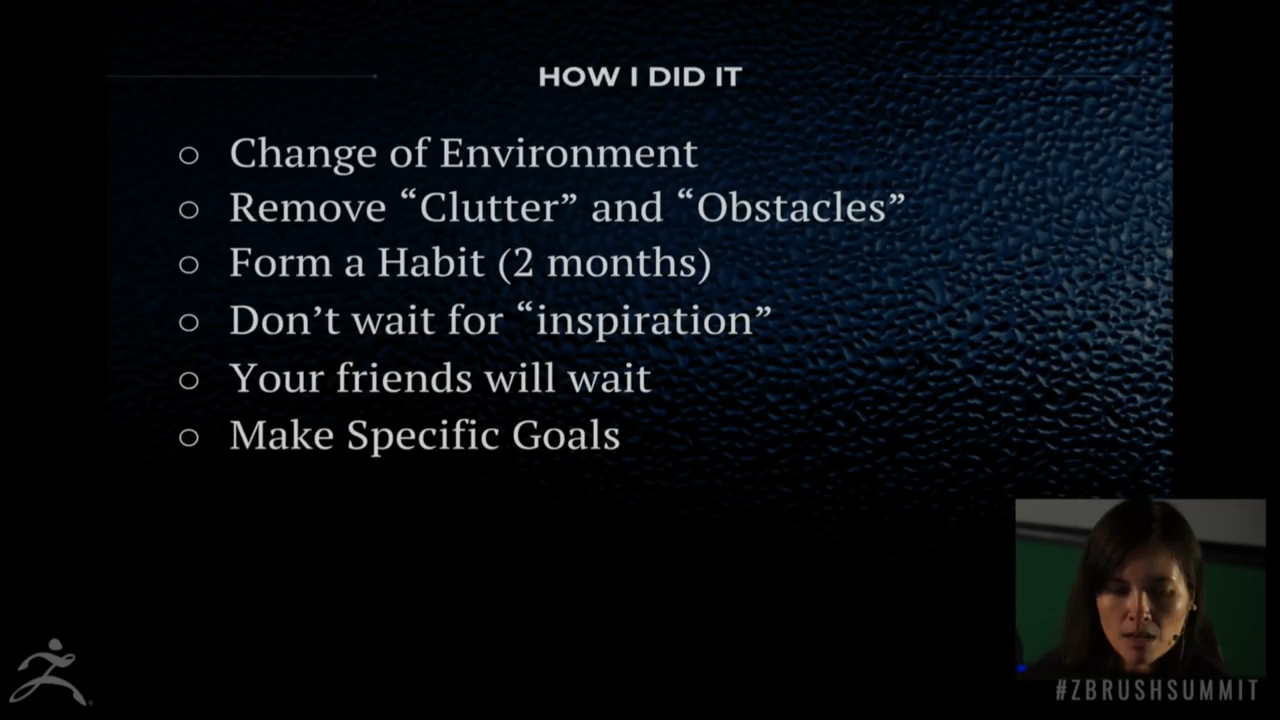 HOW I DID IT
Change of Environment
Remove “Clutter” and “Obstacles”
Form a Habit (2 months)
Don’t wait for “inspiration”
Your friends will wait
Make Specific Goals
#ZBRUSHSUMMIT